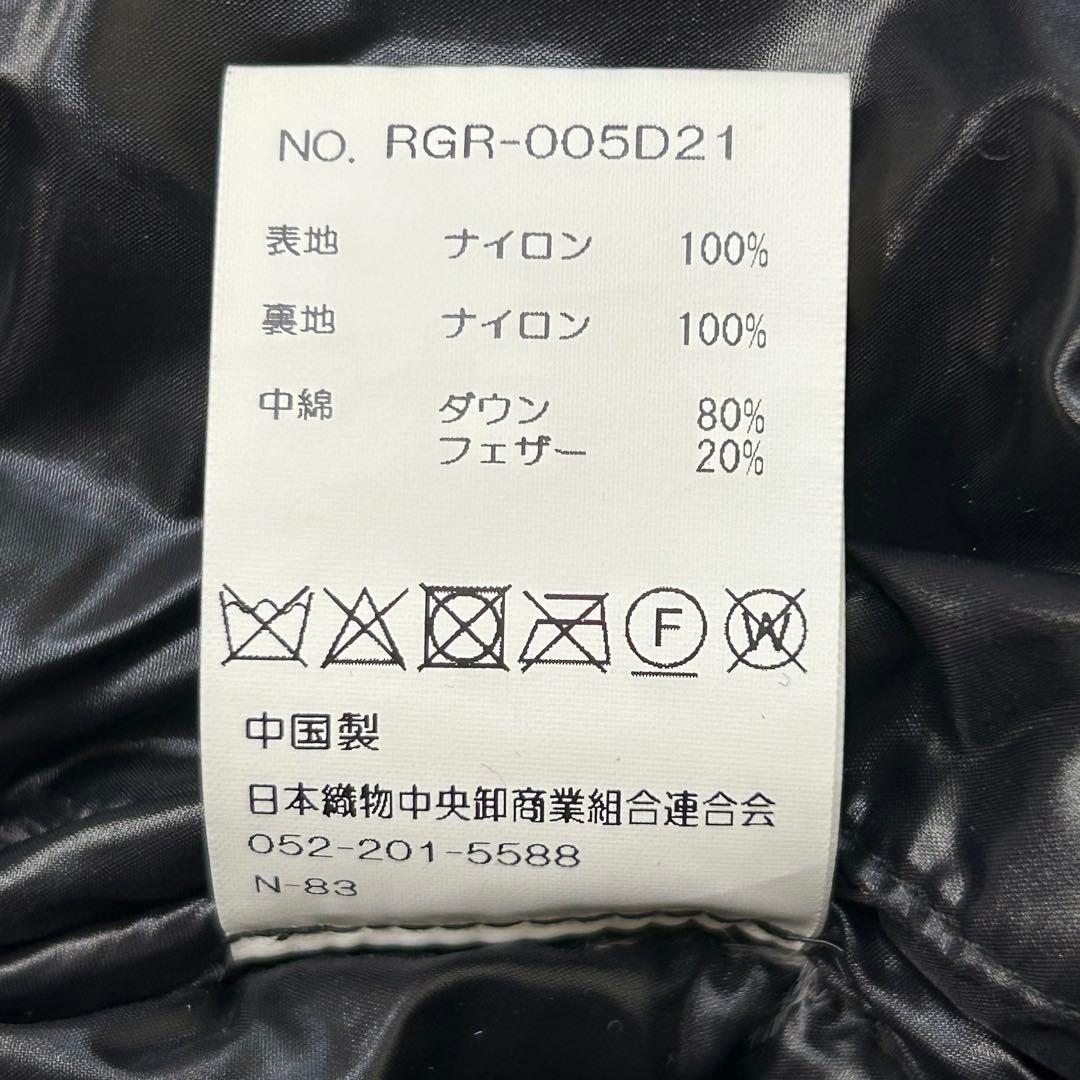 NO. RGR-005D21
表地 ナイロン 100%
裏地 ナイロン 100%
中綿 ダウン 80%
フェザー 20%
F W
中国製
日本織物中央卸商業組合連合会
052-201-5588
N-83